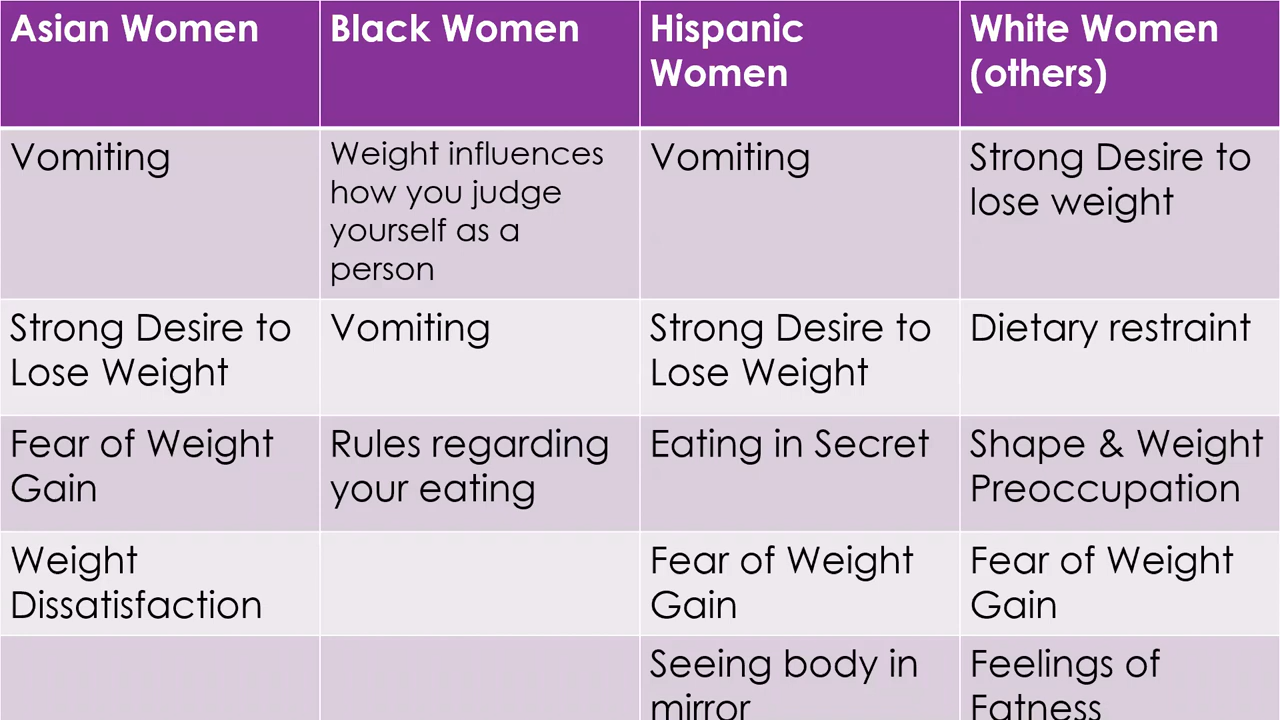 Asian Women
Black Women
Hispanic
Women
White Women
(others)
Vomiting
Weight influences
how you judge
yourself as a
person
Vomiting
Strong Desire to
lose weight
Strong Desire to
Lose Weight
Vomiting
Strong Desire to
Lose Weight
Dietary restraint
Fear of Weight
Gain
Rules regarding
your eating
Eating in Secret
Shape & Weight
Preoccupation
Weight
Dissatisfaction
Fear of Weight
Gain
Fear of Weight
Gain
Seeing body in
mirror
Feelings of
Fatness